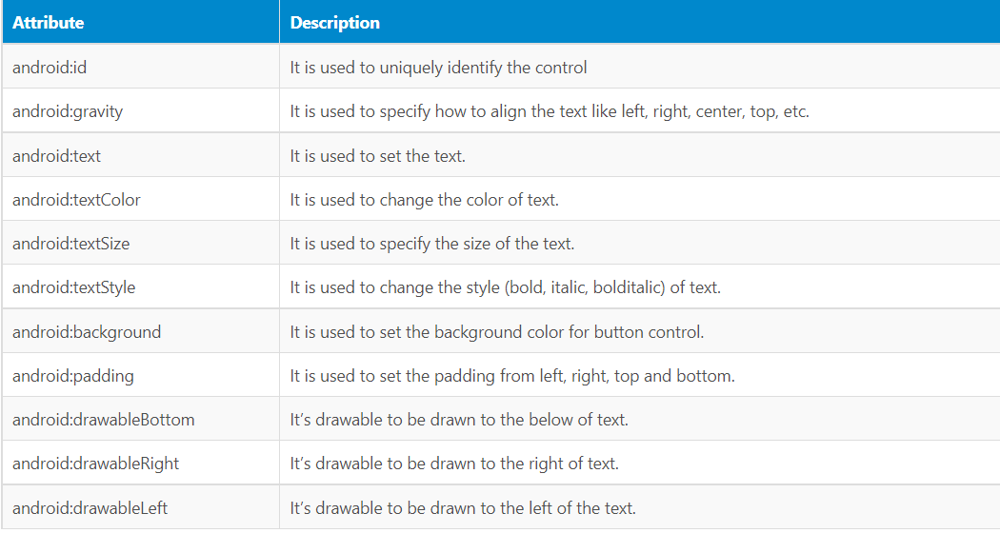 Attribute Description
android:id It is used to uniquely identify the control
android:gravity It is used to specify how to align the text like left, right, center, top, etc.
android:text It is used to set the text.
android:textColor It is used to change the color of text.
android:textSize It is used to specify the size of the text.
android:textStyle It is used to change the style (bold, italic, bolditalic) of text.
android:background It is used to set the background color for button control.
android:padding It is used to set the padding from left, right, top and bottom.
android:drawableBottom It’s drawable to be drawn to the below of text.
android:drawableRight It’s drawable to be drawn to the right of text.
android:drawableLeft It’s drawable to be drawn to the left of the text.